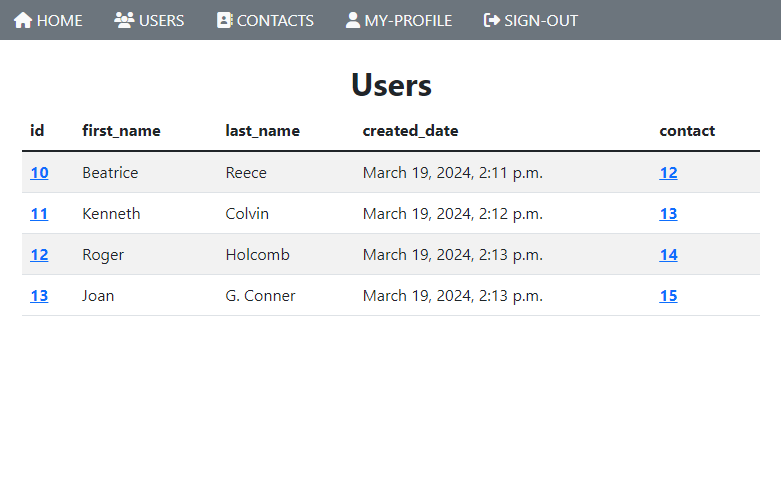 HOME USERS CONTACTS MY-PROFILE SIGN-OUT
Users
id first_name last_name created_date contact
10 Beatrice Reece March 19, 2024, 2:11 p.m. 12
11 Kenneth Colvin March 19, 2024, 2:12 p.m. 13
12 Roger Holcomb March 19, 2024, 2:13 p.m. 14
13 Joan G. Conner March 19, 2024, 2:13 p.m. 15